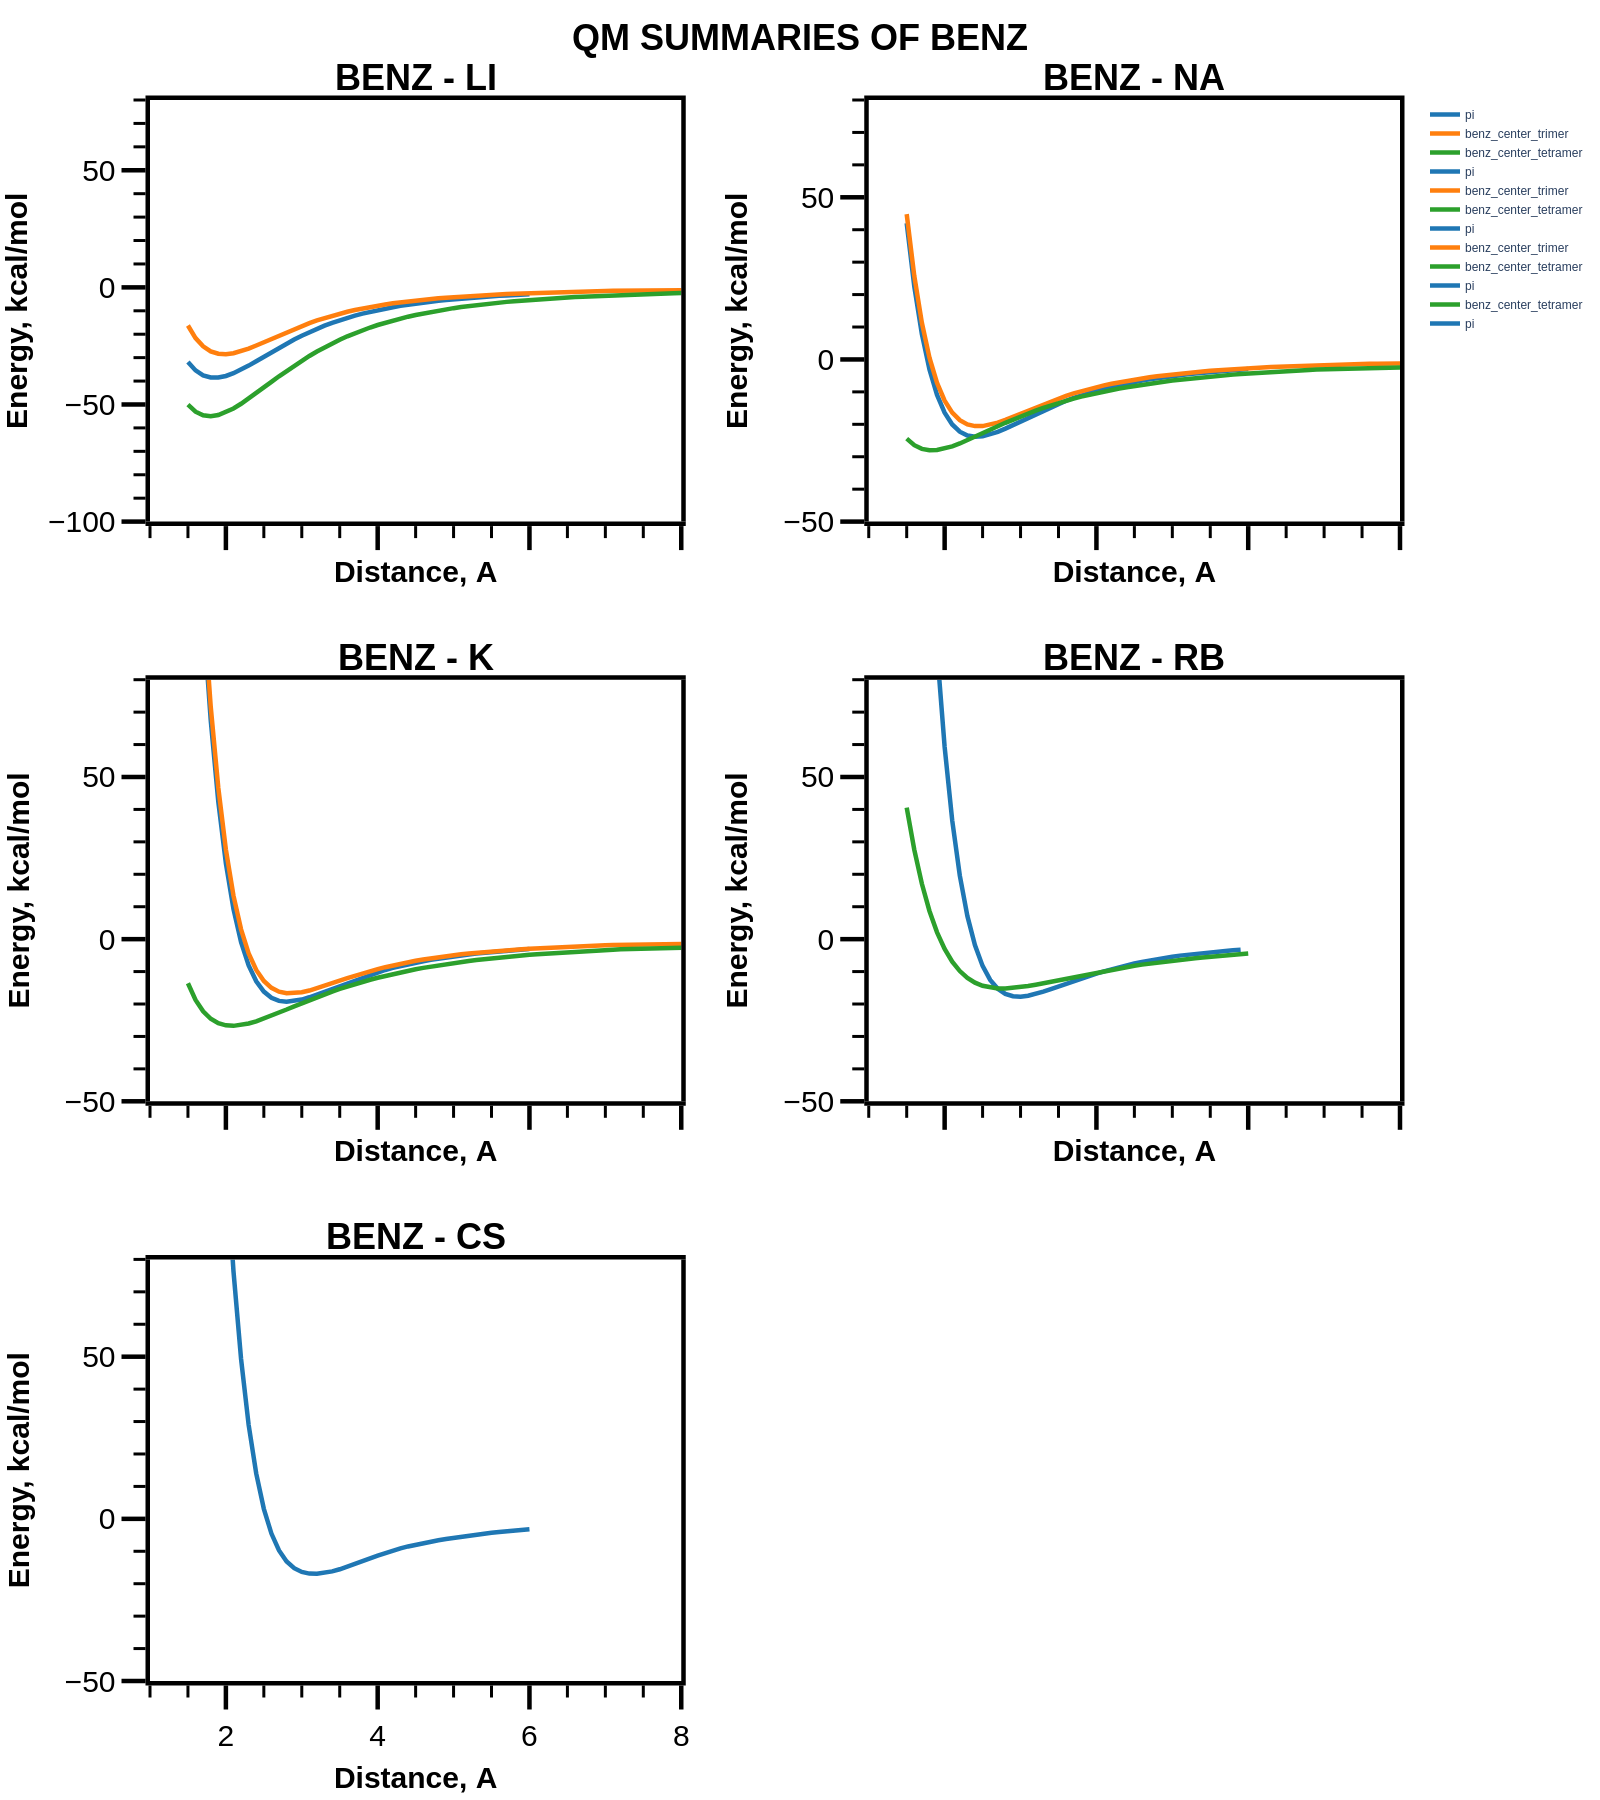 QM SUMMARIES OF BENZ
BENZ - LI
50
0
−50
−100
Energy, kcal/mol
Distance, A
BENZ - NA
50
0
−50
Energy, kcal/mol
Distance, A
pi
benz_center_trimer
benz_center_tetramer
pi
benz_center_trimer
benz_center_tetramer
pi
benz_center_trimer
benz_center_tetramer
pi
benz_center_tetramer
pi
BENZ - K
50
0
−50
Energy, kcal/mol
Distance, A
BENZ - RB
50
0
−50
Energy, kcal/mol
Distance, A
BENZ - CS
50
0
−50
Energy, kcal/mol
2 4 6 8
Distance, A